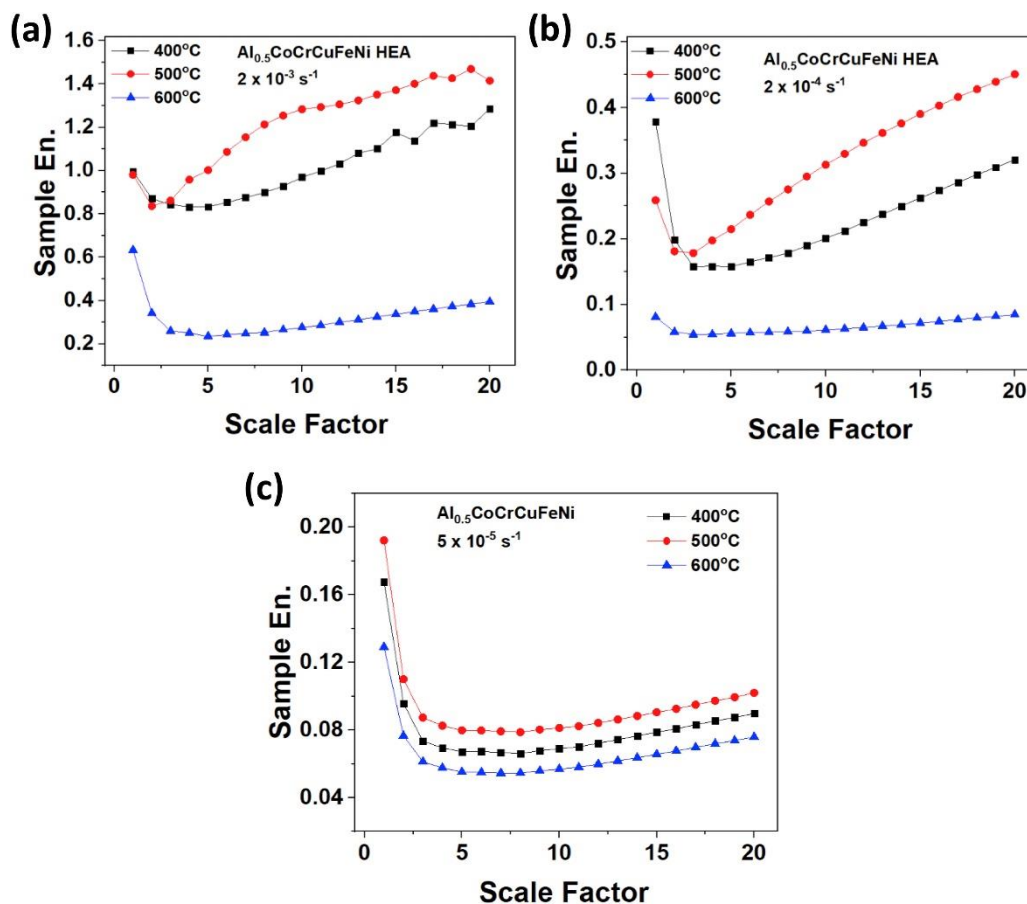 (a)
400°C
500°C
600°C
Al0.5CoCrCuFeNi HEA
2 x 10-3 s-1
1.6
1.4
1.2
1.0
0.8
0.6
0.4
0.2
Sample En.
0 5 10 15 20
Scale Factor
(b)
400°C
500°C
600°C
Al0.5CoCrCuFeNi HEA
2 x 10-4 s-1
0.5
0.4
0.3
0.2
0.1
0.0
Sample En.
0 5 10 15 20
Scale Factor
(c)
Al0.5CoCrCuFeNi
5 x 10-5 s-1
400°C
500°C
600°C
0.20
0.16
0.12
0.08
0.04
Sample En.
0 5 10 15 20
Scale Factor